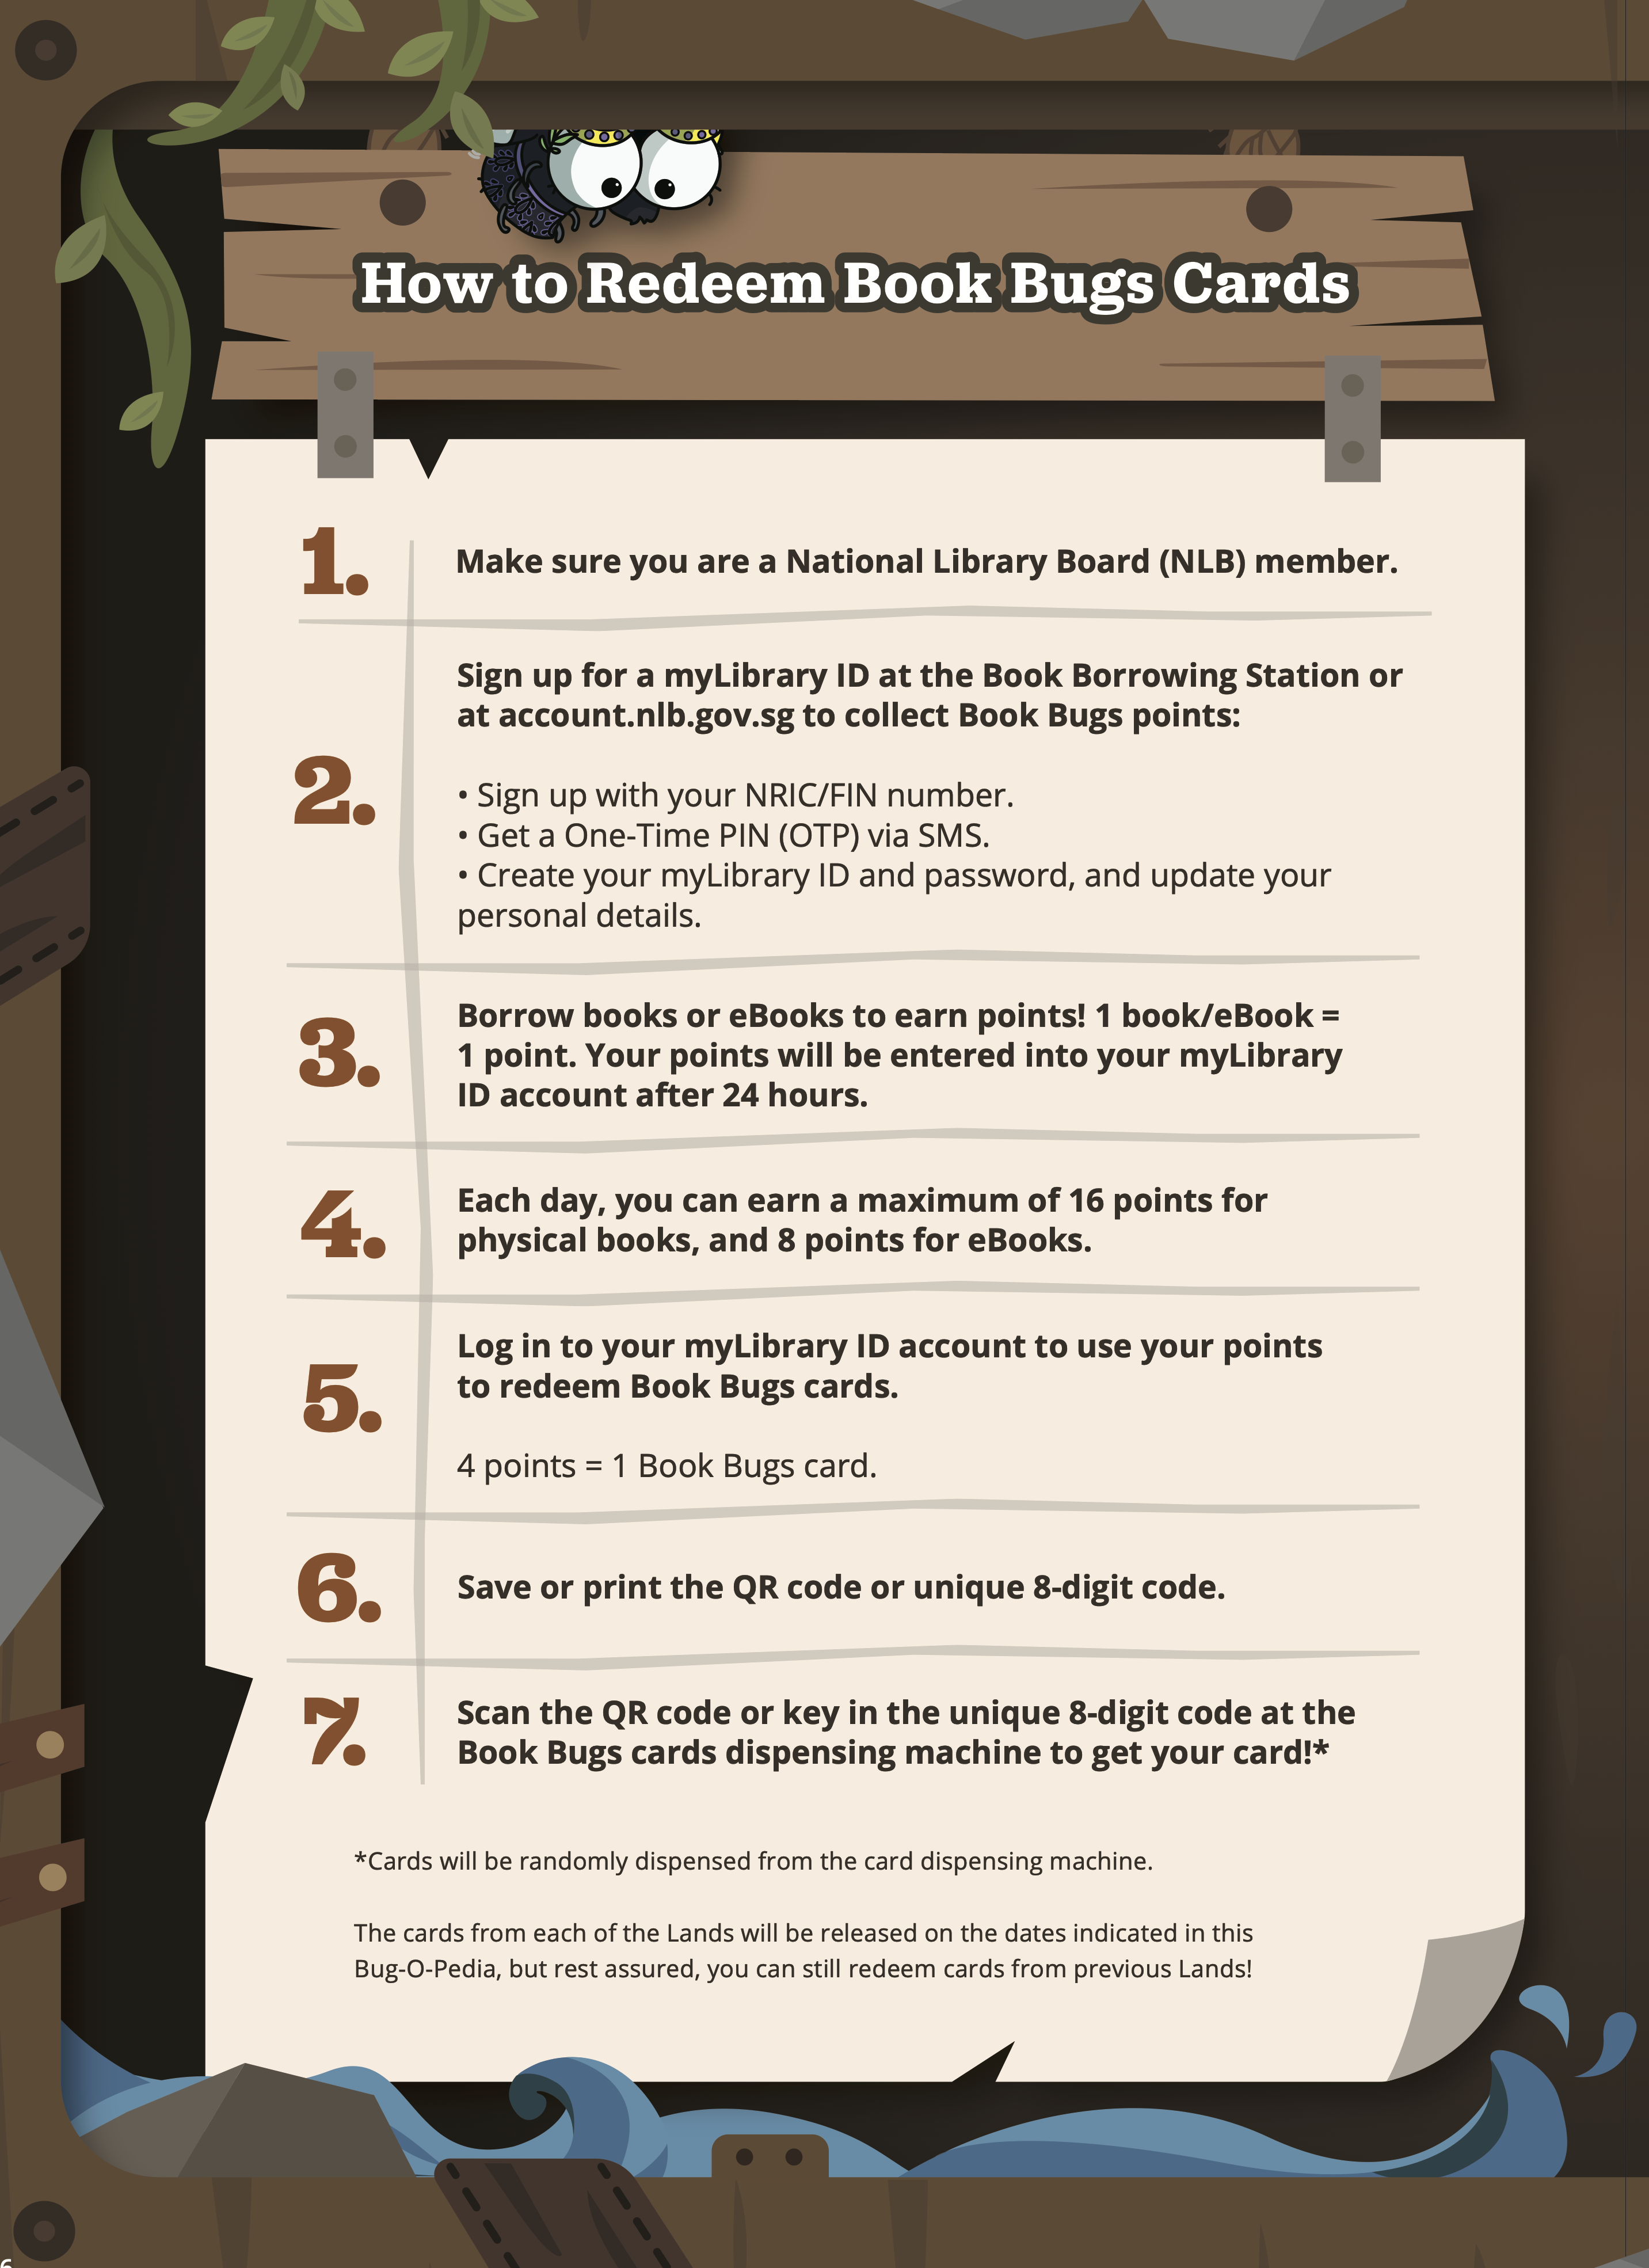 How to Redeem Book Bugs Cards
1.
Make sure you are a National Library Board (NLB) member.
2.
Sign up for a myLibrary ID at the Book Borrowing Station or
at account.nlb.gov.sg to collect Book Bugs points:
• Sign up with your NRIC/FIN number.
• Get a One-Time PIN (OTP) via SMS.
• Create your myLibrary ID and password, and update your
personal details.
3.
Borrow books or eBooks to earn points! 1 book/eBook =
1 point. Your points will be entered into your myLibrary
ID account after 24 hours.
4.
Each day, you can earn a maximum of 16 points for
physical books, and 8 points for eBooks.
5.
Log in to your myLibrary ID account to use your points
to redeem Book Bugs cards.
4 points = 1 Book Bugs card.
6.
Save or print the QR code or unique 8-digit code.
7.
Scan the QR code or key in the unique 8-digit code at the
Book Bugs cards dispensing machine to get your card!*
*Cards will be randomly dispensed from the card dispensing machine.
The cards from each of the Lands will be released on the dates indicated in this
Bug-O-Pedia, but rest assured, you can still redeem cards from previous Lands!
6